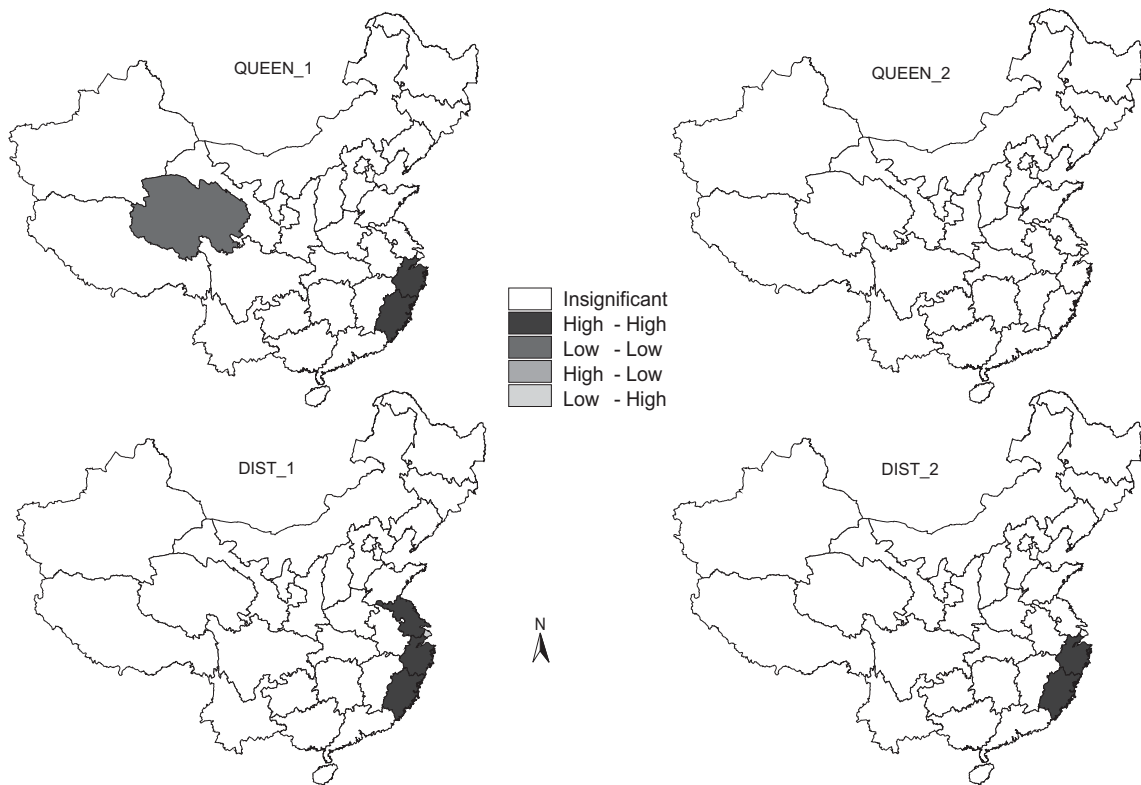 QUEEN_1
QUEEN_2
Insignificant
High - High
Low - Low
High - Low
Low - High
DIST_1
DIST_2
N